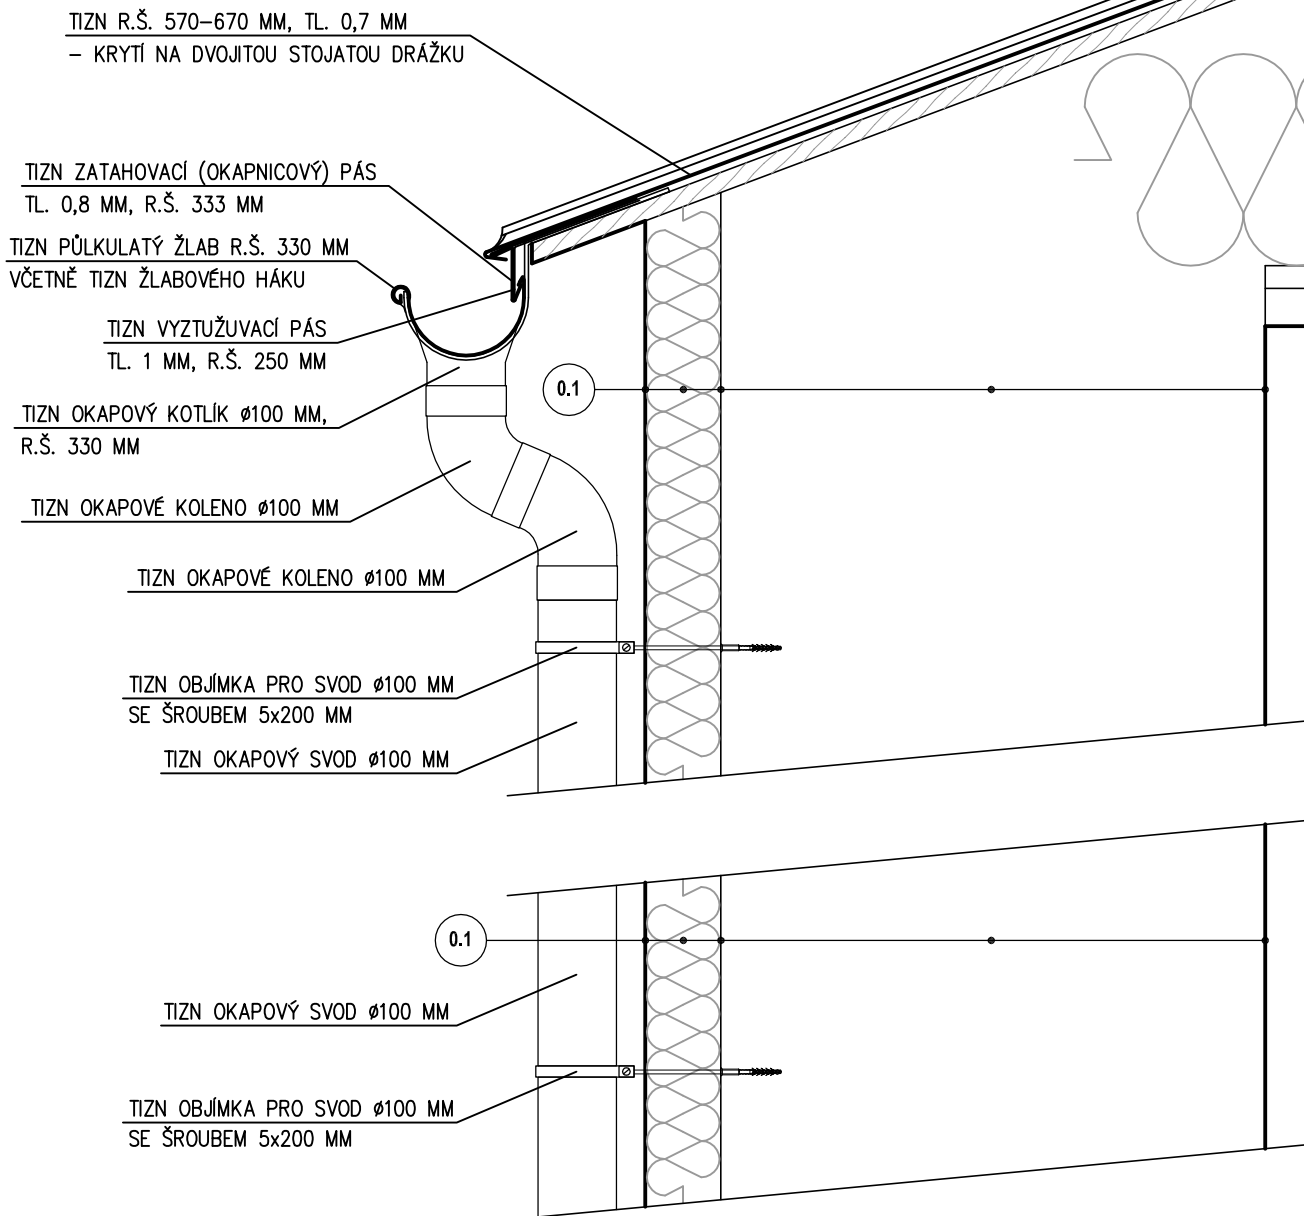 TIZN R.Š. 570–670 MM, TL. 0,7 MM
– KRYTÍ NA DVOJITOU STOJATOU DRÁŽKU
TIZN ZATAHOVACÍ (OKAPNICOVÝ) PÁS
TL. 0,8 MM, R.Š. 333 MM
TIZN PŮLKULATÝ ŽLAB R.Š. 330 MM
VČETNĚ TIZN ŽLABOVÉHO HÁKU
TIZN VYZTUŽUVACÍ PÁS
TL. 1 MM, R.Š. 250 MM
0.1
TIZN OKAPOVÝ KOTLÍK ø100 MM,
R.Š. 330 MM
TIZN OKAPOVÉ KOLENO ø100 MM
TIZN OKAPOVÉ KOLENO ø100 MM
TIZN OBJÍMKA PRO SVOD ø100 MM
SE ŠROUBEM 5x200 MM
TIZN OKAPOVÝ SVOD ø100 MM
0.1
TIZN OKAPOVÝ SVOD ø100 MM
TIZN OBJÍMKA PRO SVOD ø100 MM
SE ŠROUBEM 5x200 MM